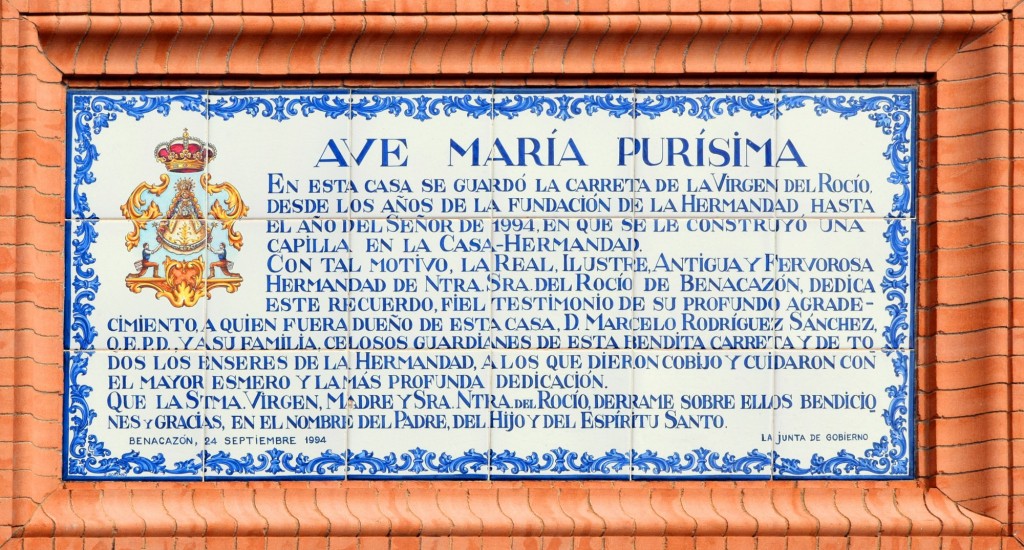 AVE MARÍA PURÍSIMA
EN ESTA CASA SE GUARDÓ LA CARRETA DE LA VIRGEN DEL ROCÍO.
DESDE LOS AÑOS DE LA FUNDACIÓN DE LA HERMANDAD HASTA
EL AÑO DEL SEÑOR DE 1994, EN QUE SE LE CONSTRUYÓ UNA
CAPILLA EN LA CASA-HERMANDAD.
CON TAL MOTIVO, LA REAL, ILUSTRE, ANTIGUA Y FERVOROSA
HERMANDAD DE NTRA. SRA. DEL ROCÍO DE BENACAZÓN, DEDICA
ESTE RECUERDO, FIEL TESTIMONIO DE SU PROFUNDO AGRADE-
CIMIENTO, A QUIEN FUERA DUEÑO DE ESTA CASA, D. MARCELO RODRÍGUEZ SÁNCHEZ,
Q.E.P.D., Y A SU FAMILIA, CELOSOS GUARDIANES DE ESTA BENDITA CARRETA Y DE TO
DOS LOS ENSERES DE LA HERMANDAD, A LOS QUE DIERON COBIJO Y CUIDARON CON
EL MAYOR ESMERO Y LA MÁS PROFUNDA DEDICACIÓN.
QUE LA STMA. VIRGEN, MADRE Y SRA. NTRA. DEL ROCÍO, DERRAME SOBRE ELLOS BENDICIO
NES Y GRACIAS, EN EL NOMBRE DEL PADRE, DEL HIJO Y DEL ESPÍRITU SANTO.
BENACAZÓN, 24 SEPTIEMBRE 1994
LA JUNTA DE GOBIERNO